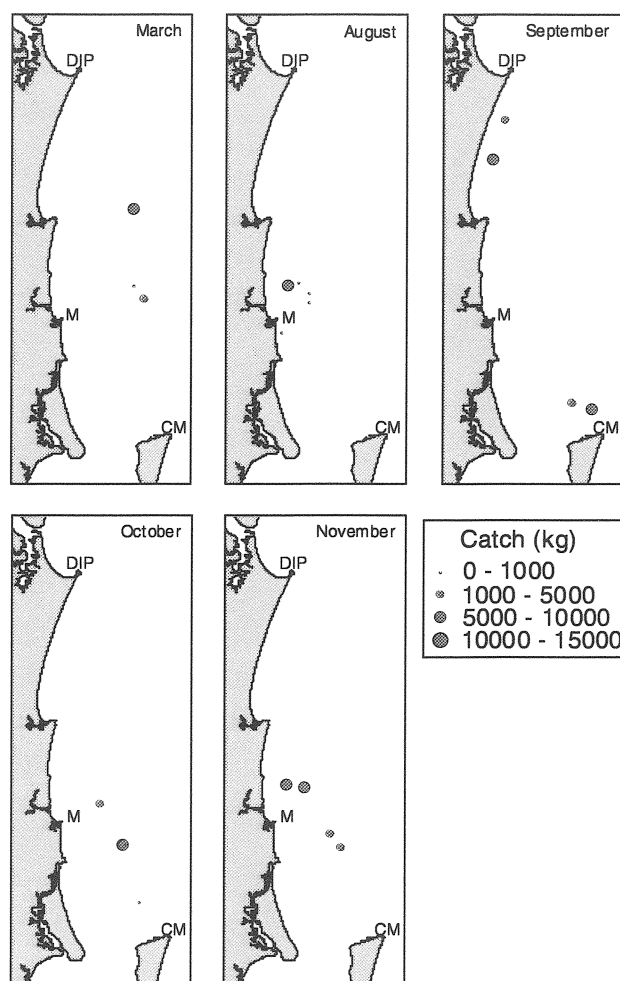 March
DIP
M
CM
August
DIP
M
September
DIP
M
CM
October
DIP
M
CM
November
DIP
M
CM
Catch (kg)
0 - 1000
1000 - 5000
5000 - 10000
10000 - 15000